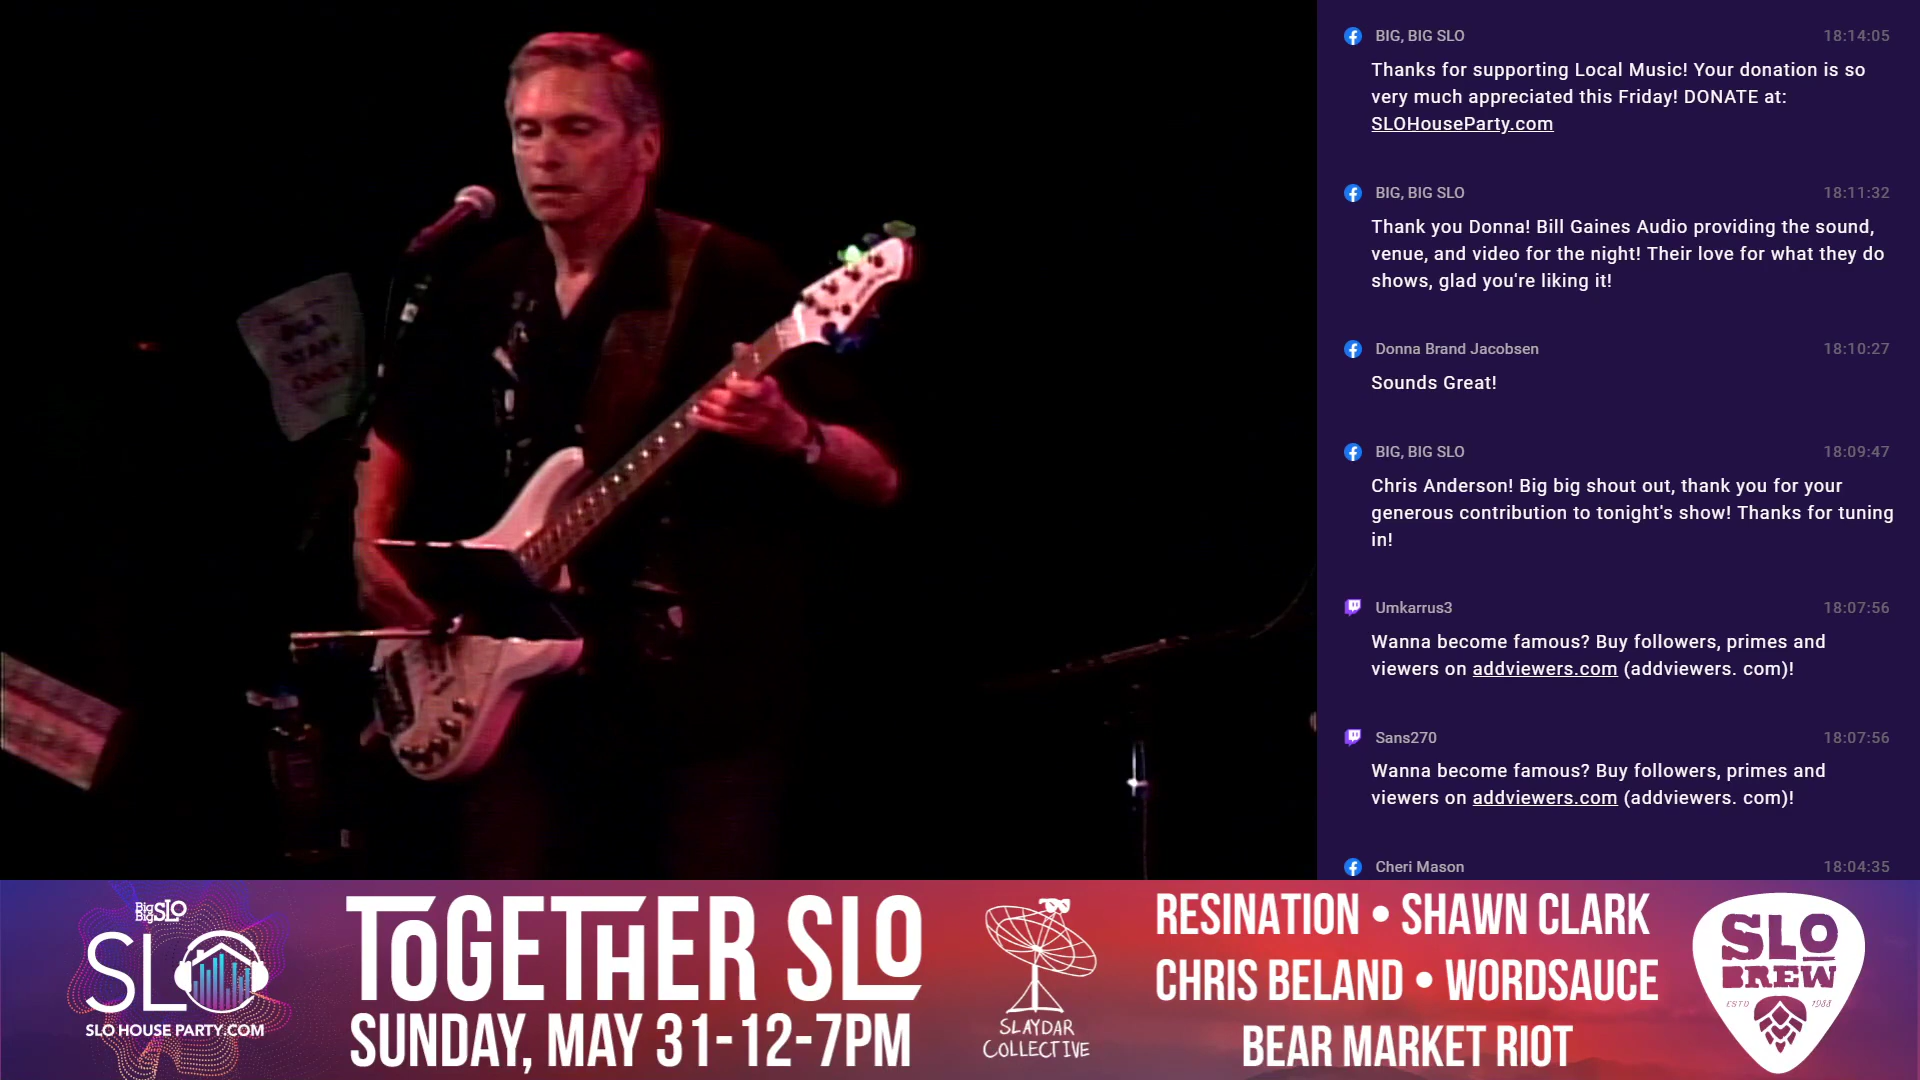 BGA
STAFF
ONLY
BIG, BIG SLO 18:14:05
Thanks for supporting Local Music! Your donation is so
very much appreciated this Friday! DONATE at:
SLOHouseParty.com
BIG, BIG SLO 18:11:32
Thank you Donna! Bill Gaines Audio providing the sound,
venue, and video for the night! Their love for what they do
shows, glad you're liking it!
Donna Brand Jacobsen 18:10:27
Sounds Great!
BIG, BIG SLO 18:09:47
Chris Anderson! Big big shout out, thank you for your
generous contribution to tonight's show! Thanks for tuning
in!
Umkarrus3 18:07:56
Wanna become famous? Buy followers, primes and
viewers on addviewers.com (addviewers. com)!
Sans270 18:07:56
Wanna become famous? Buy followers, primes and
viewers on addviewers.com (addviewers. com)!
Cheri Mason 18:04:35
Big Big SLO
SLO
SLO HOUSE PARTY.COM
TOGETHER SLO
SUNDAY, MAY 31-12-7PM
SLAYDAR
COLLECTIVE
RESINATION • SHAWN CLARK
CHRIS BELAND • WORDSAUCE
BEAR MARKET RIOT
SLO
BREW
ESTD 1988